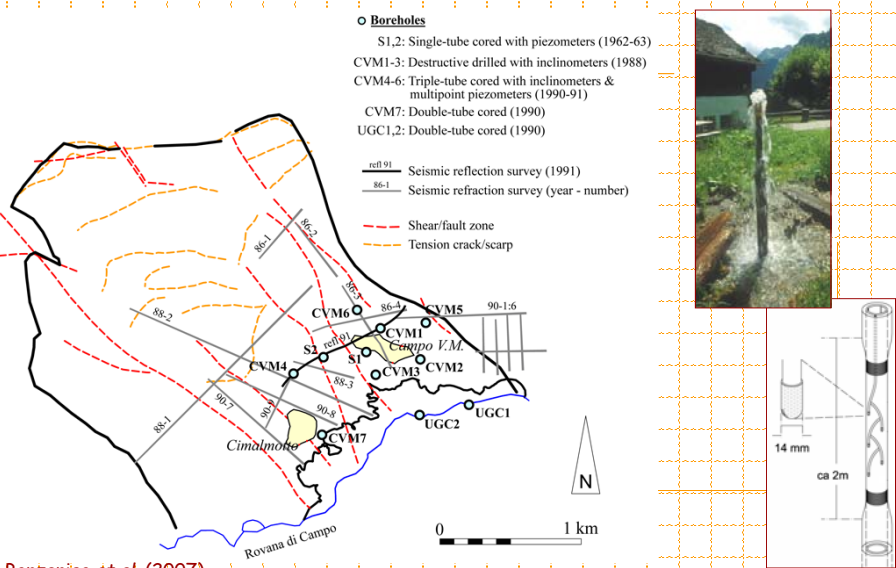 Boreholes
S1,2: Single-tube cored with piezometers (1962-63)
CVM1-3: Destructive drilled with inclinometers (1988)
CVM4-6: Triple-tube cored with inclinometers &
multipoint piezometers (1990-91)
CVM7: Double-tube cored (1990)
UGC1,2: Double-tube cored (1990)
refl 91 Seismic reflection survey (1991)
86-1 Seismic refraction survey (year - number)
Shear/fault zone
Tension crack/scarp
86-1
86-2
86-3
86-4
90-1:6
CVM6
CVM5
88-2
CVM1
refl 91
Campo V.M.
S2
S1
CVM4
CVM3
CVM2
88-3
90-7
90-9
90-8
88-1
UGC1
UGC2
Cimalmotto
CVM7
Rovana di Campo
N
0 1 km
14 mm
ca 2m
et al. (2007)